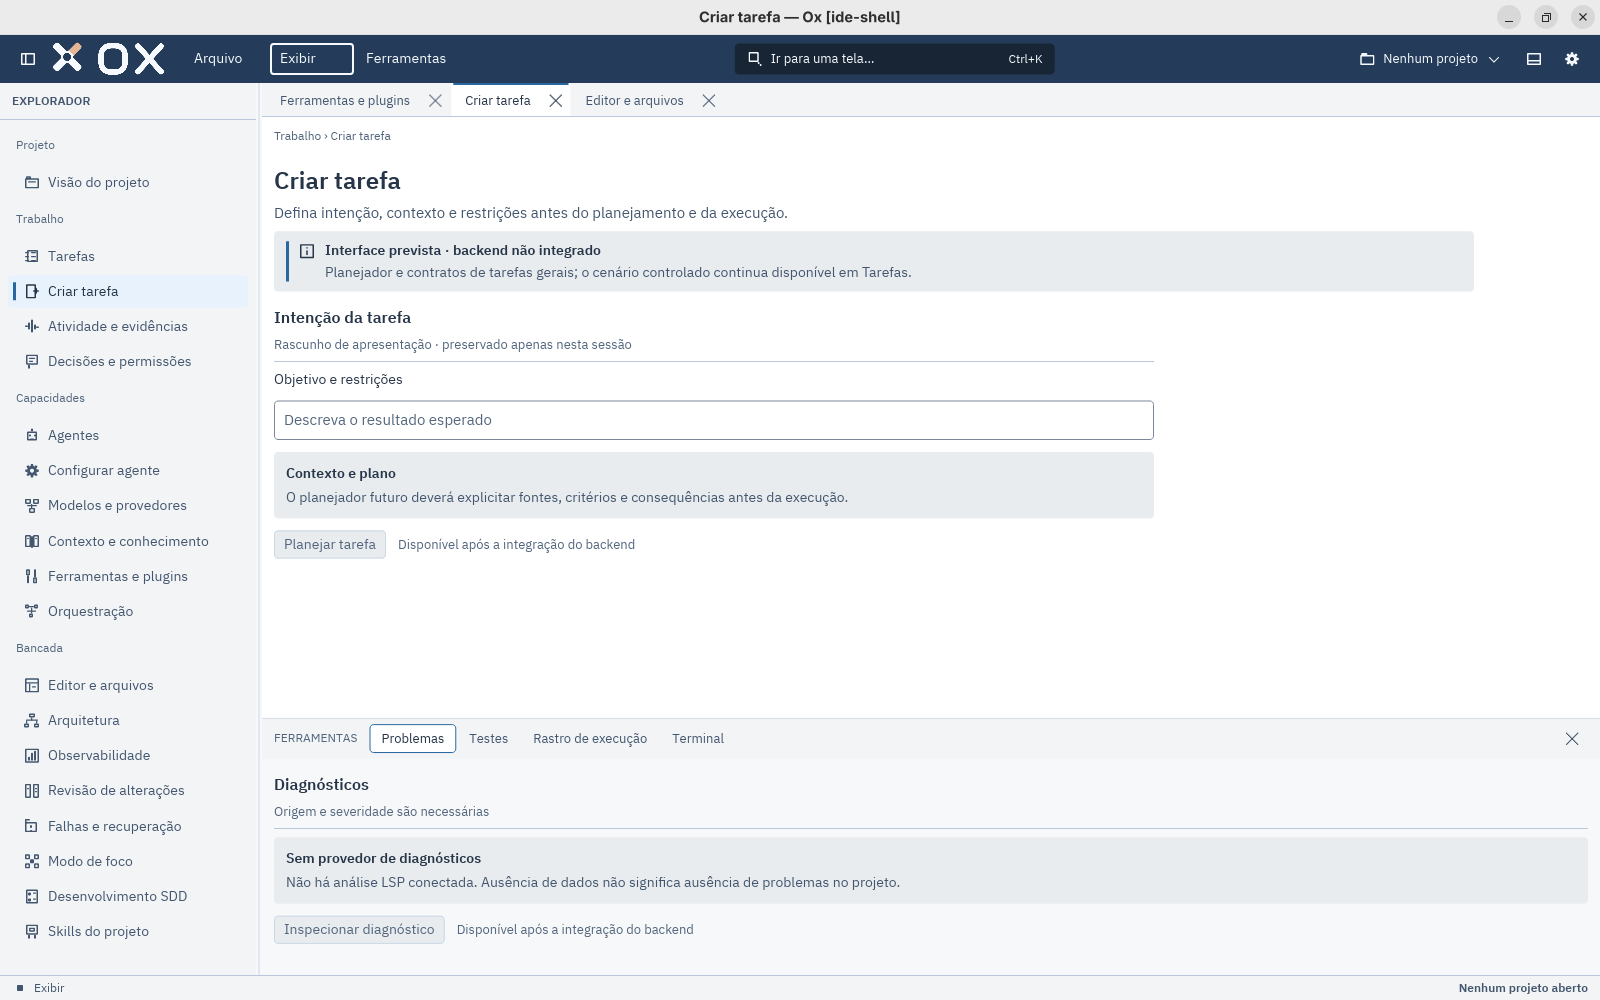 Criar tarefa — Ox [ide-shell]
OX
Arquivo
Exibir
Ferramentas
Ir para uma tela...
Ctrl+K
Nenhum projeto
EXPLORADOR
Projeto
Visão do projeto
Trabalho
Tarefas
Criar tarefa
Atividade e evidências
Decisões e permissões
Capacidades
Agentes
Configurar agente
Modelos e provedores
Contexto e conhecimento
Ferramentas e plugins
Orquestração
Bancada
Editor e arquivos
Arquitetura
Observabilidade
Revisão de alterações
Falhas e recuperação
Modo de foco
Desenvolvimento SDD
Skills do projeto
Ferramentas e plugins
Criar tarefa
Editor e arquivos
Trabalho › Criar tarefa
Criar tarefa
Defina intenção, contexto e restrições antes do planejamento e da execução.
Interface prevista · backend não integrado
Planejador e contratos de tarefas gerais; o cenário controlado continua disponível em Tarefas.
Intenção da tarefa
Rascunho de apresentação · preservado apenas nesta sessão
Objetivo e restrições
Descreva o resultado esperado
Contexto e plano
O planejador futuro deverá explicitar fontes, critérios e consequências antes da execução.
Planejar tarefa
Disponível após a integração do backend
FERRAMENTAS
Problemas
Testes
Rastro de execução
Terminal
Diagnósticos
Origem e severidade são necessárias
Sem provedor de diagnósticos
Não há análise LSP conectada. Ausência de dados não significa ausência de problemas no projeto.
Inspecionar diagnóstico
Disponível após a integração do backend
Exibir
Nenhum projeto aberto